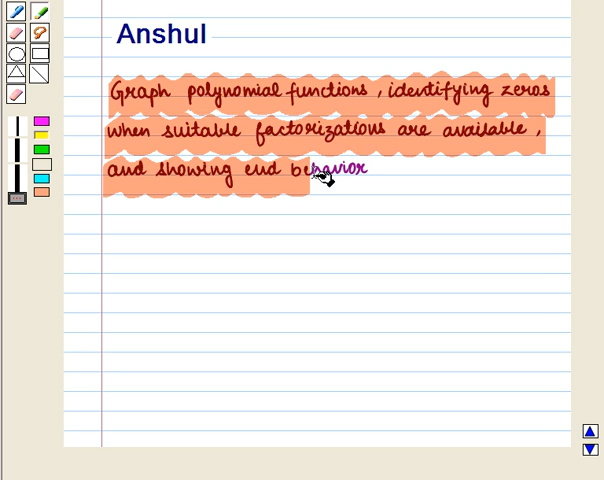 Anshul
Graph polynomial functions, identifying zeros
when suitable factorizations are available,
and showing end behavior